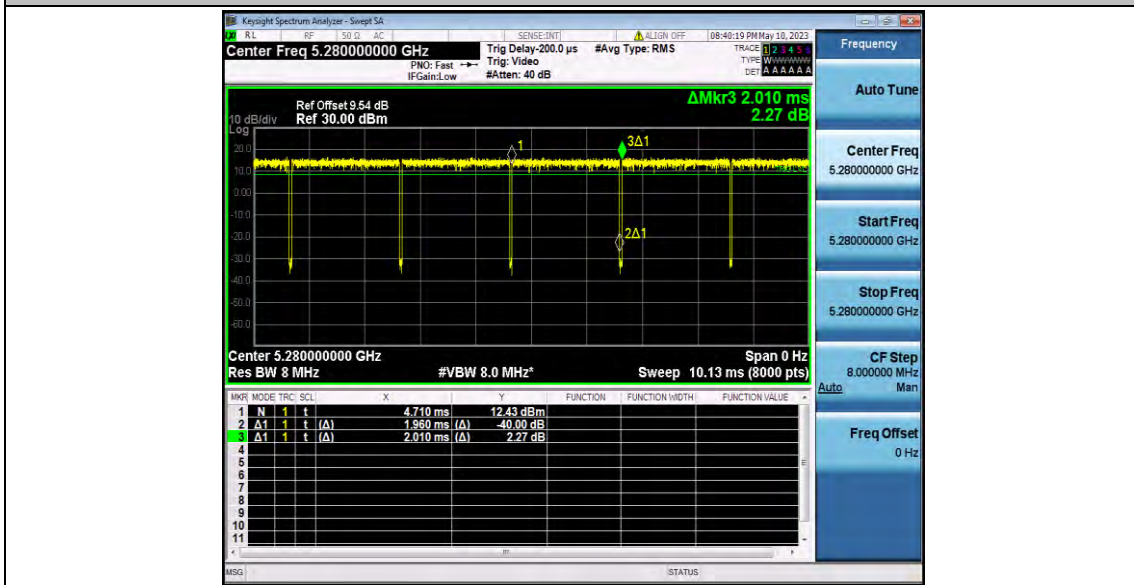 Keysight Spectrum Analyzer - Swept SA
RL RF 50 Ω AC SENSE:INT ALIGN OFF 08:40:19 PM May 10, 2023
Center Freq 5.280000000 GHz
PNO: Fast
IFGain:Low
Trig Delay-200.0 µs
Trig: Video
#Atten: 40 dB
#Avg Type: RMS
TRACE 1 2 3 4 5 6
TYPE
DET A A A A A A
Frequency
Auto Tune
Center Freq
5.280000000 GHz
Start Freq
5.280000000 GHz
Stop Freq
5.280000000 GHz
CF Step
8.000000 MHz
Auto Man
Freq Offset
0 Hz
Ref Offset 9.54 dB
10 dB/div Ref 30.00 dBm
Log
ΔMkr3 2.010 ms
2.27 dB
20.0
10.0
0.00
-10.0
-20.0
-30.0
-40.0
-50.0
-60.0
1
3Δ1
2Δ1
Center 5.280000000 GHz Span 0 Hz
Res BW 8 MHz #VBW 8.0 MHz* Sweep 10.13 ms (8000 pts)
MKR MODE TRC SCL X Y FUNCTION FUNCTION WIDTH FUNCTION VALUE
1 N 1 t 4.710 ms 12.43 dBm
2 Δ1 1 t (Δ) 1.960 ms (Δ) -40.00 dB
3 Δ1 1 t (Δ) 2.010 ms (Δ) 2.27 dB
4
5
6
7
8
9
10
11
MSG STATUS